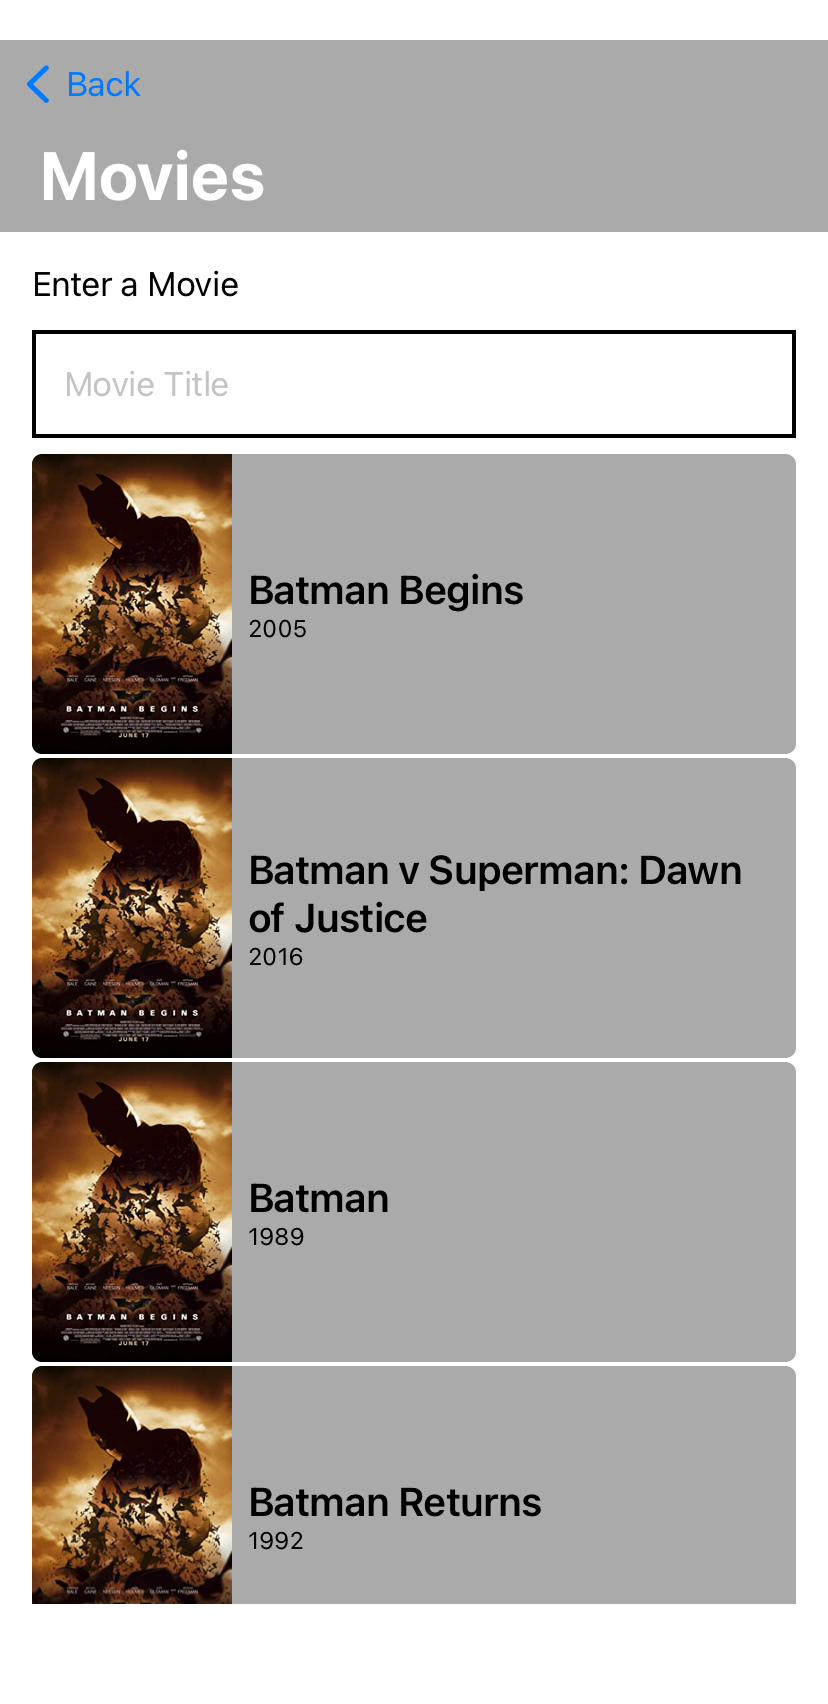 Back
Movies
Enter a Movie
Movie Title
BATMAN BEGINS
JUNE 17
Batman Begins
2005
BATMAN BEGINS
JUNE 17
Batman v Superman: Dawn
of Justice
2016
BATMAN BEGINS
JUNE 17
Batman
1989
Batman Returns
1992